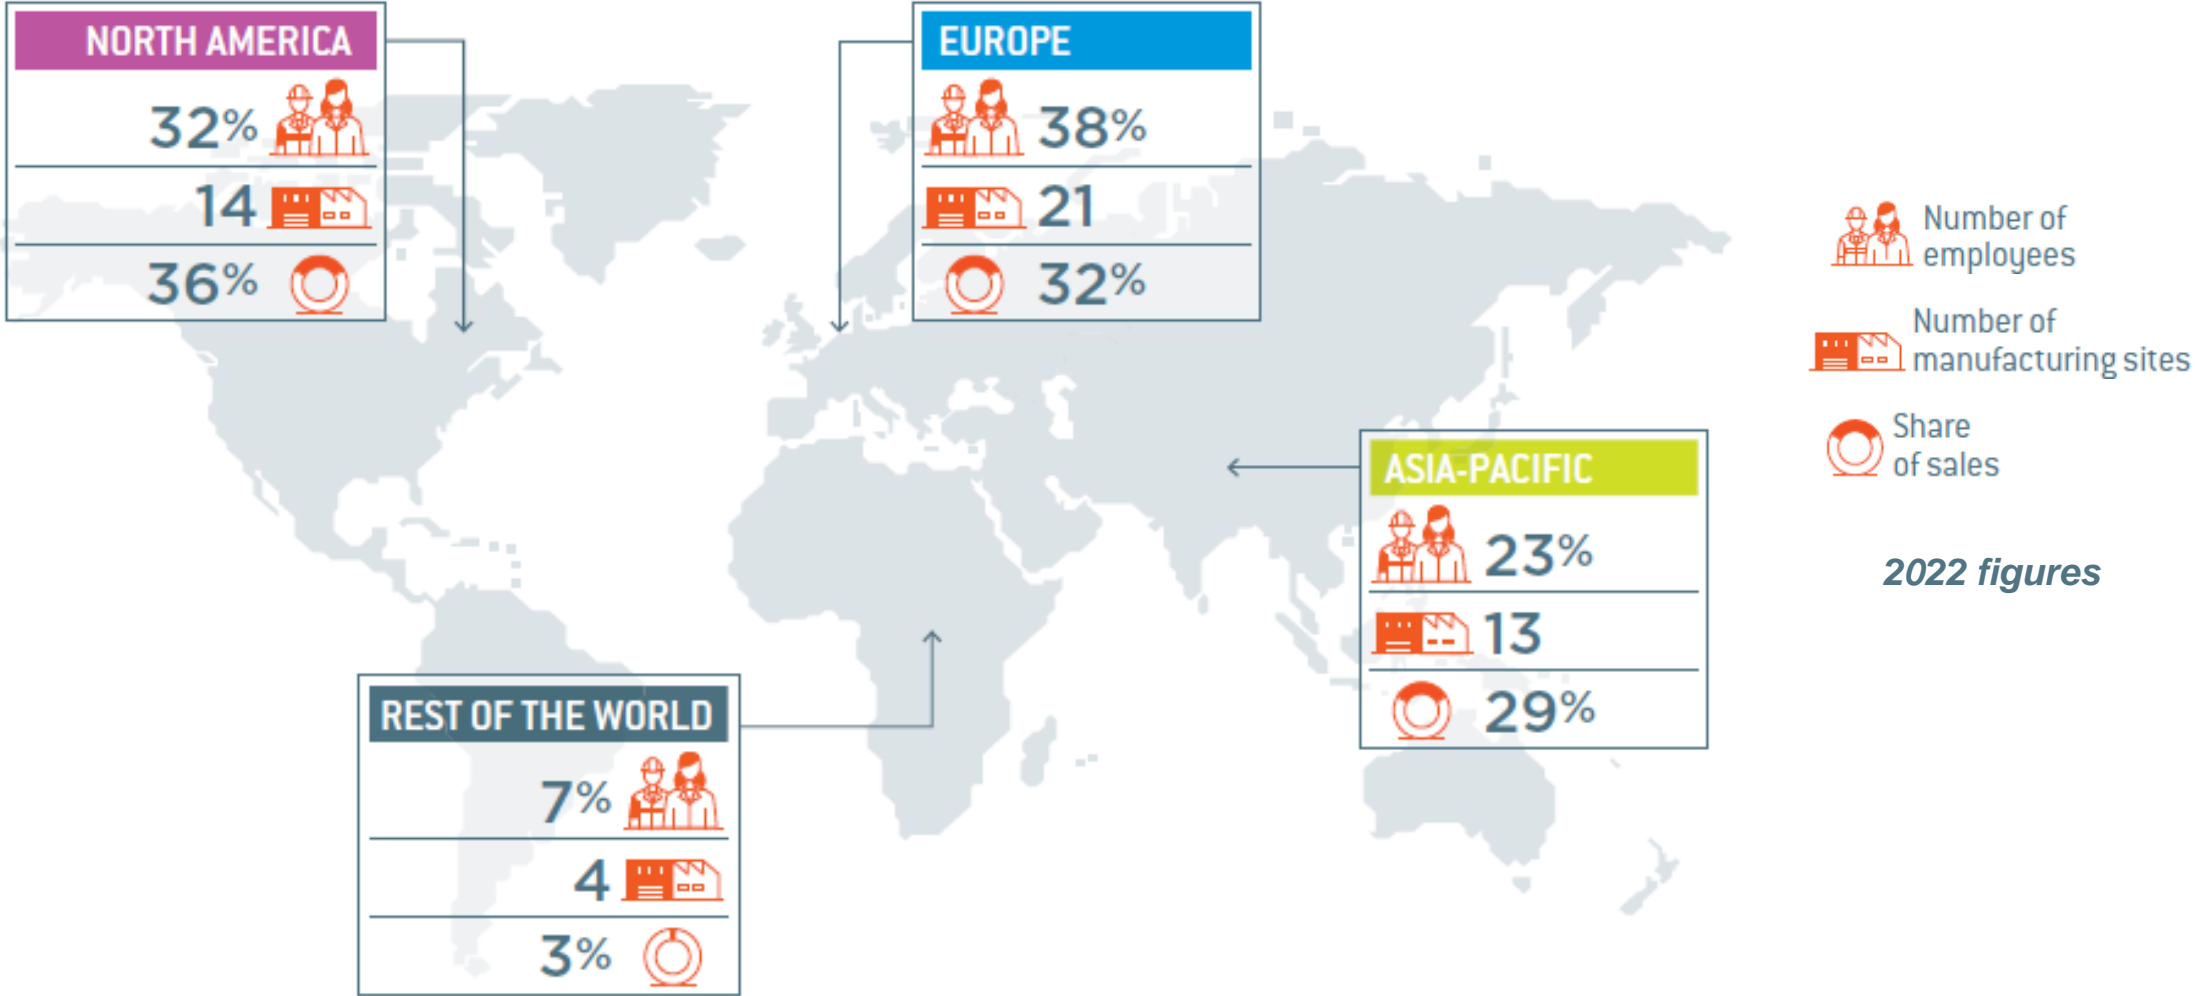 NORTH AMERICA
32%
14
36%
EUROPE
38%
21
32%
Number of
employees
Number of
manufacturing sites
Share
of sales
2022 figures
ASIA-PACIFIC
23%
13
29%
REST OF THE WORLD
7%
4
3%